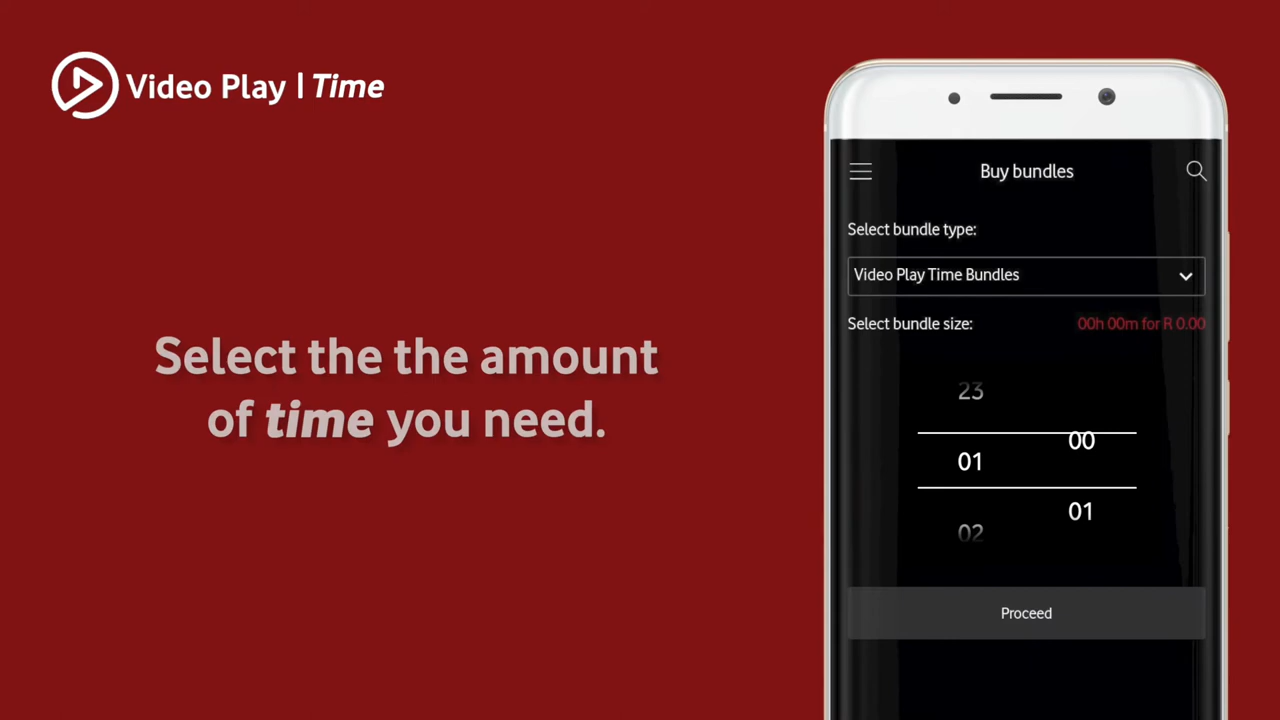 Video Play | Time
Select the the amount
of time you need.
Buy bundles
Select bundle type:
Video Play Time Bundles
Select bundle size: 00h 00m for R 0.00
23
00
01
01
02
Proceed